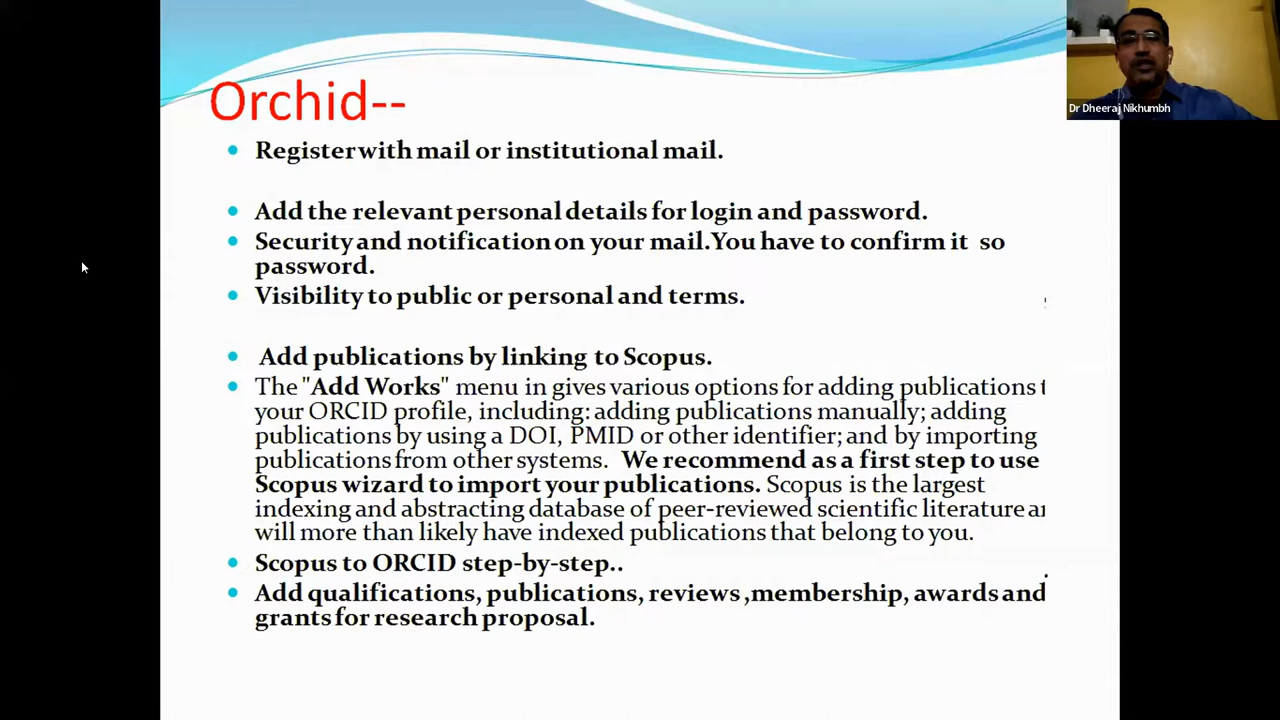 Orchid--
Dr Dheeraj Nikhumbh
Register with mail or institutional mail.
Add the relevant personal details for login and password.
Security and notification on your mail.You have to confirm it so
password.
Visibility to public or personal and terms.
Add publications by linking to Scopus.
The "Add Works" menu in gives various options for adding publications t
your ORCID profile, including: adding publications manually; adding
publications by using a DOI, PMID or other identifier; and by importing
publications from other systems. We recommend as a first step to use
Scopus wizard to import your publications. Scopus is the largest
indexing and abstracting database of peer-reviewed scientific literature
will more than likely have indexed publications that belong to you.
Scopus to ORCID step-by-step..
Add qualifications, publications, reviews ,membership, awards and
grants for research proposal.